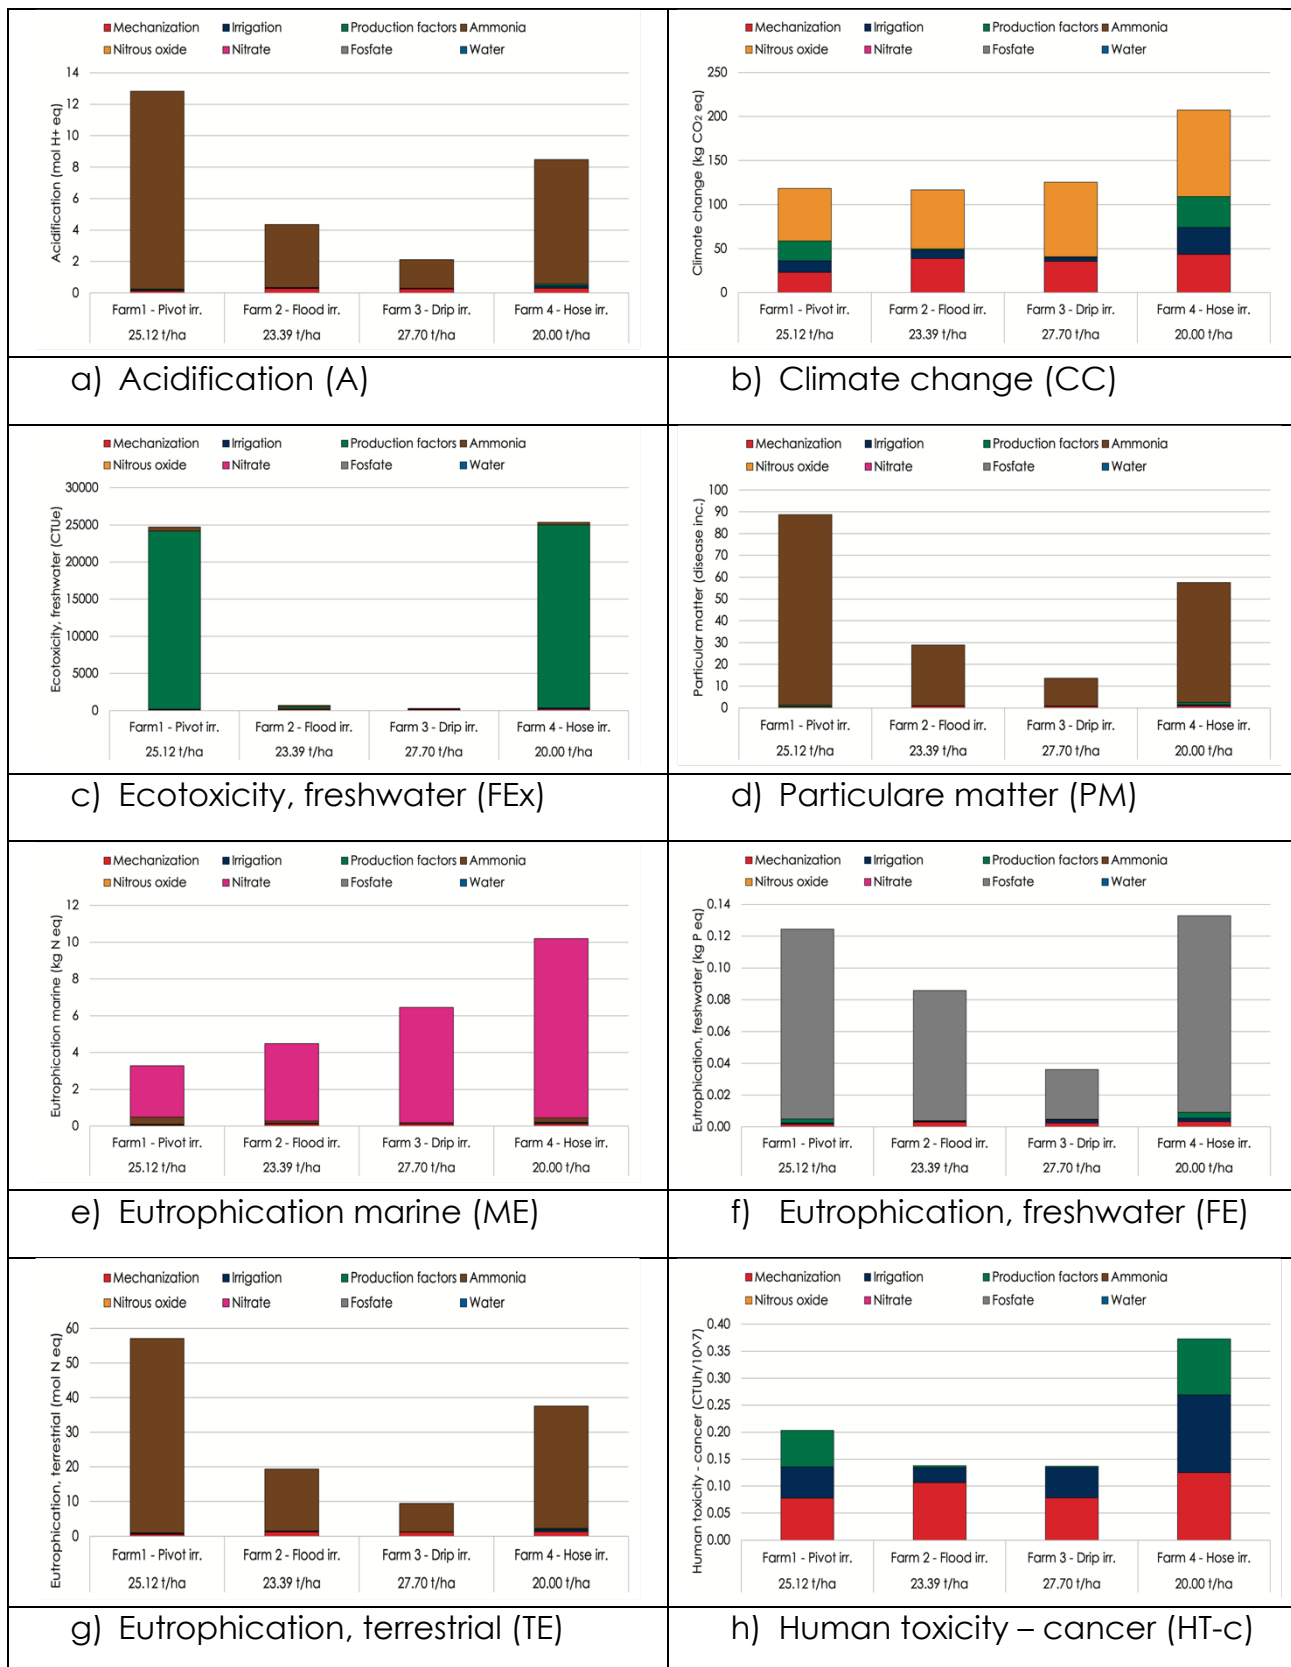 Mechanization Irrigation Production factors Ammonia
Nitrous oxide Nitrate Fosfate Water
Acidification (mol H+ eq)
14
12
10
8
6
4
2
0
Farm1 - Pivot irr. Farm 2 - Flood irr. Farm 3 - Drip irr. Farm 4 - Hose irr.
25.12 t/ha 23.39 t/ha 27.70 t/ha 20.00 t/ha
a) Acidification (A)
Mechanization Irrigation Production factors Ammonia
Nitrous oxide Nitrate Fosfate Water
Climate change (kg CO₂ eq)
250
200
150
100
50
0
Farm1 - Pivot irr. Farm 2 - Flood irr. Farm 3 - Drip irr. Farm 4 - Hose irr.
25.12 t/ha 23.39 t/ha 27.70 t/ha 20.00 t/ha
b) Climate change (CC)
Mechanization Irrigation Production factors Ammonia
Nitrous oxide Nitrate Fosfate Water
Ecotoxicity, freshwater (CTUe)
30000
25000
20000
15000
10000
5000
0
Farm1 - Pivot irr. Farm 2 - Flood irr. Farm 3 - Drip irr. Farm 4 - Hose irr.
25.12 t/ha 23.39 t/ha 27.70 t/ha 20.00 t/ha
c) Ecotoxicity, freshwater (FEx)
Mechanization Irrigation Production factors Ammonia
Nitrous oxide Nitrate Fosfate Water
Particular matter (disease inc.)
100
90
80
70
60
50
40
30
20
10
0
Farm1 - Pivot irr. Farm 2 - Flood irr. Farm 3 - Drip irr. Farm 4 - Hose irr.
25.12 t/ha 23.39 t/ha 27.70 t/ha 20.00 t/ha
d) Particulare matter (PM)
Mechanization Irrigation Production factors Ammonia
Nitrous oxide Nitrate Fosfate Water
Eutrophication marine (kg N eq)
12
10
8
6
4
2
0
Farm1 - Pivot irr. Farm 2 - Flood irr. Farm 3 - Drip irr. Farm 4 - Hose irr.
25.12 t/ha 23.39 t/ha 27.70 t/ha 20.00 t/ha
e) Eutrophication marine (ME)
Mechanization Irrigation Production factors Ammonia
Nitrous oxide Nitrate Fosfate Water
Eutrophication, freshwater (kg P eq)
0.14
0.12
0.10
0.08
0.06
0.04
0.02
0.00
Farm1 - Pivot irr. Farm 2 - Flood irr. Farm 3 - Drip irr. Farm 4 - Hose irr.
25.12 t/ha 23.39 t/ha 27.70 t/ha 20.00 t/ha
f) Eutrophication, freshwater (FE)
Mechanization Irrigation Production factors Ammonia
Nitrous oxide Nitrate Fosfate Water
Eutrophication, terrestrial (mol N eq)
60
50
40
30
20
10
0
Farm1 - Pivot irr. Farm 2 - Flood irr. Farm 3 - Drip irr. Farm 4 - Hose irr.
25.12 t/ha 23.39 t/ha 27.70 t/ha 20.00 t/ha
g) Eutrophication, terrestrial (TE)
Mechanization Irrigation Production factors Ammonia
Nitrous oxide Nitrate Fosfate Water
Human toxicity - cancer (CTUh/10^7)
0.40
0.35
0.30
0.25
0.20
0.15
0.10
0.05
0.00
Farm1 - Pivot irr. Farm 2 - Flood irr. Farm 3 - Drip irr. Farm 4 - Hose irr.
25.12 t/ha 23.39 t/ha 27.70 t/ha 20.00 t/ha
h) Human toxicity – cancer (HT-c)